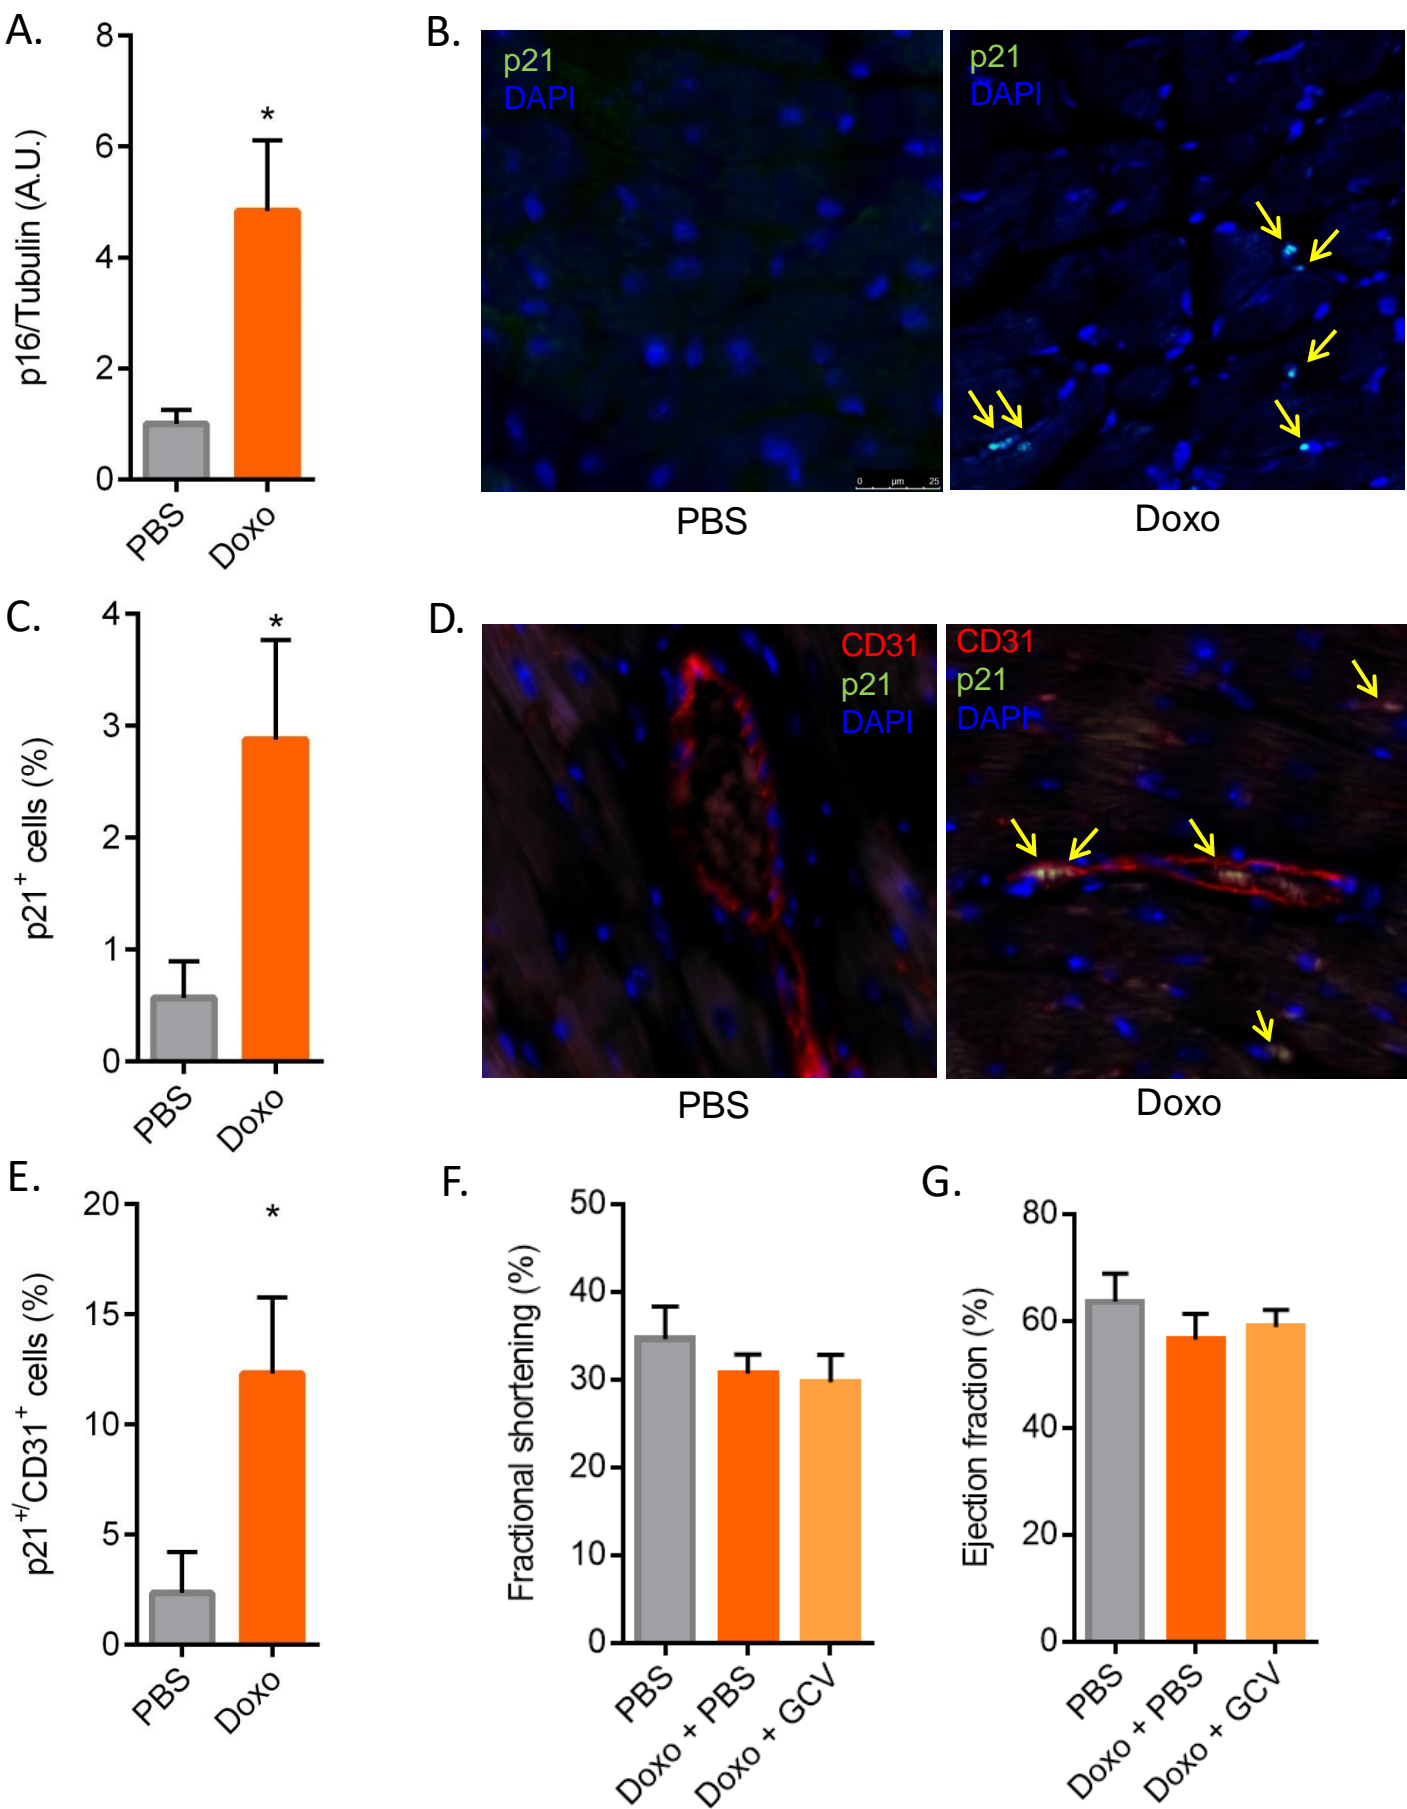 A.
p16/Tubulin (A.U.)
8
6
4
2
0
*
PBS
Doxo
B.
p21
DAPI
0 µm 25
PBS
p21
DAPI
Doxo
C.
p21+ cells (%)
4
3
2
1
0
*
PBS
Doxo
D.
CD31
p21
DAPI
PBS
CD31
p21
DAPI
Doxo
E.
p21+/CD31+ cells (%)
20
15
10
5
0
*
PBS
Doxo
F.
Fractional shortening (%)
50
40
30
20
10
0
PBS
Doxo + PBS
Doxo + GCV
G.
Ejection fraction (%)
80
60
40
20
0
PBS
Doxo + PBS
Doxo + GCV